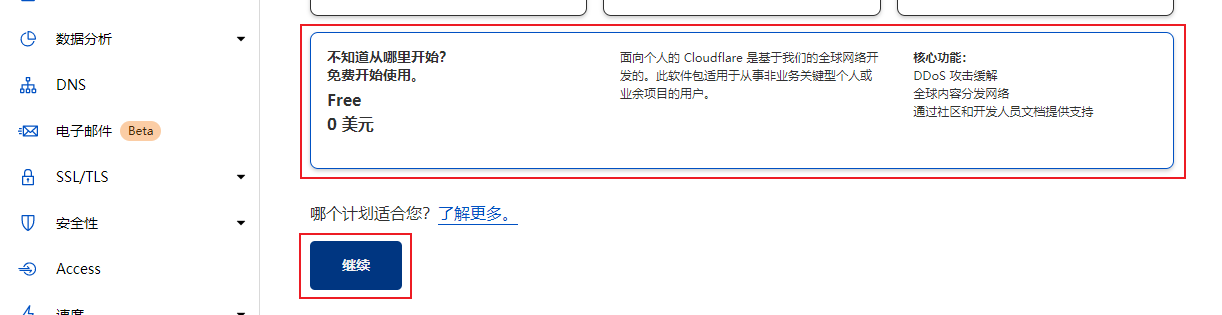 数据分析
DNS
电子邮件 Beta
SSL/TLS
安全性
Access
速度
不知道从哪里开始?
免费开始使用。
Free
0 美元
面向个人的 Cloudflare 是基于我们的全球网络开
发的。此软件包适用于从事非业务关键型个人或
业余项目的用户。
核心功能:
DDoS 攻击缓解
全球内容分发网络
通过社区和开发人员文档提供支持
哪个计划适合您? 了解更多。
继续